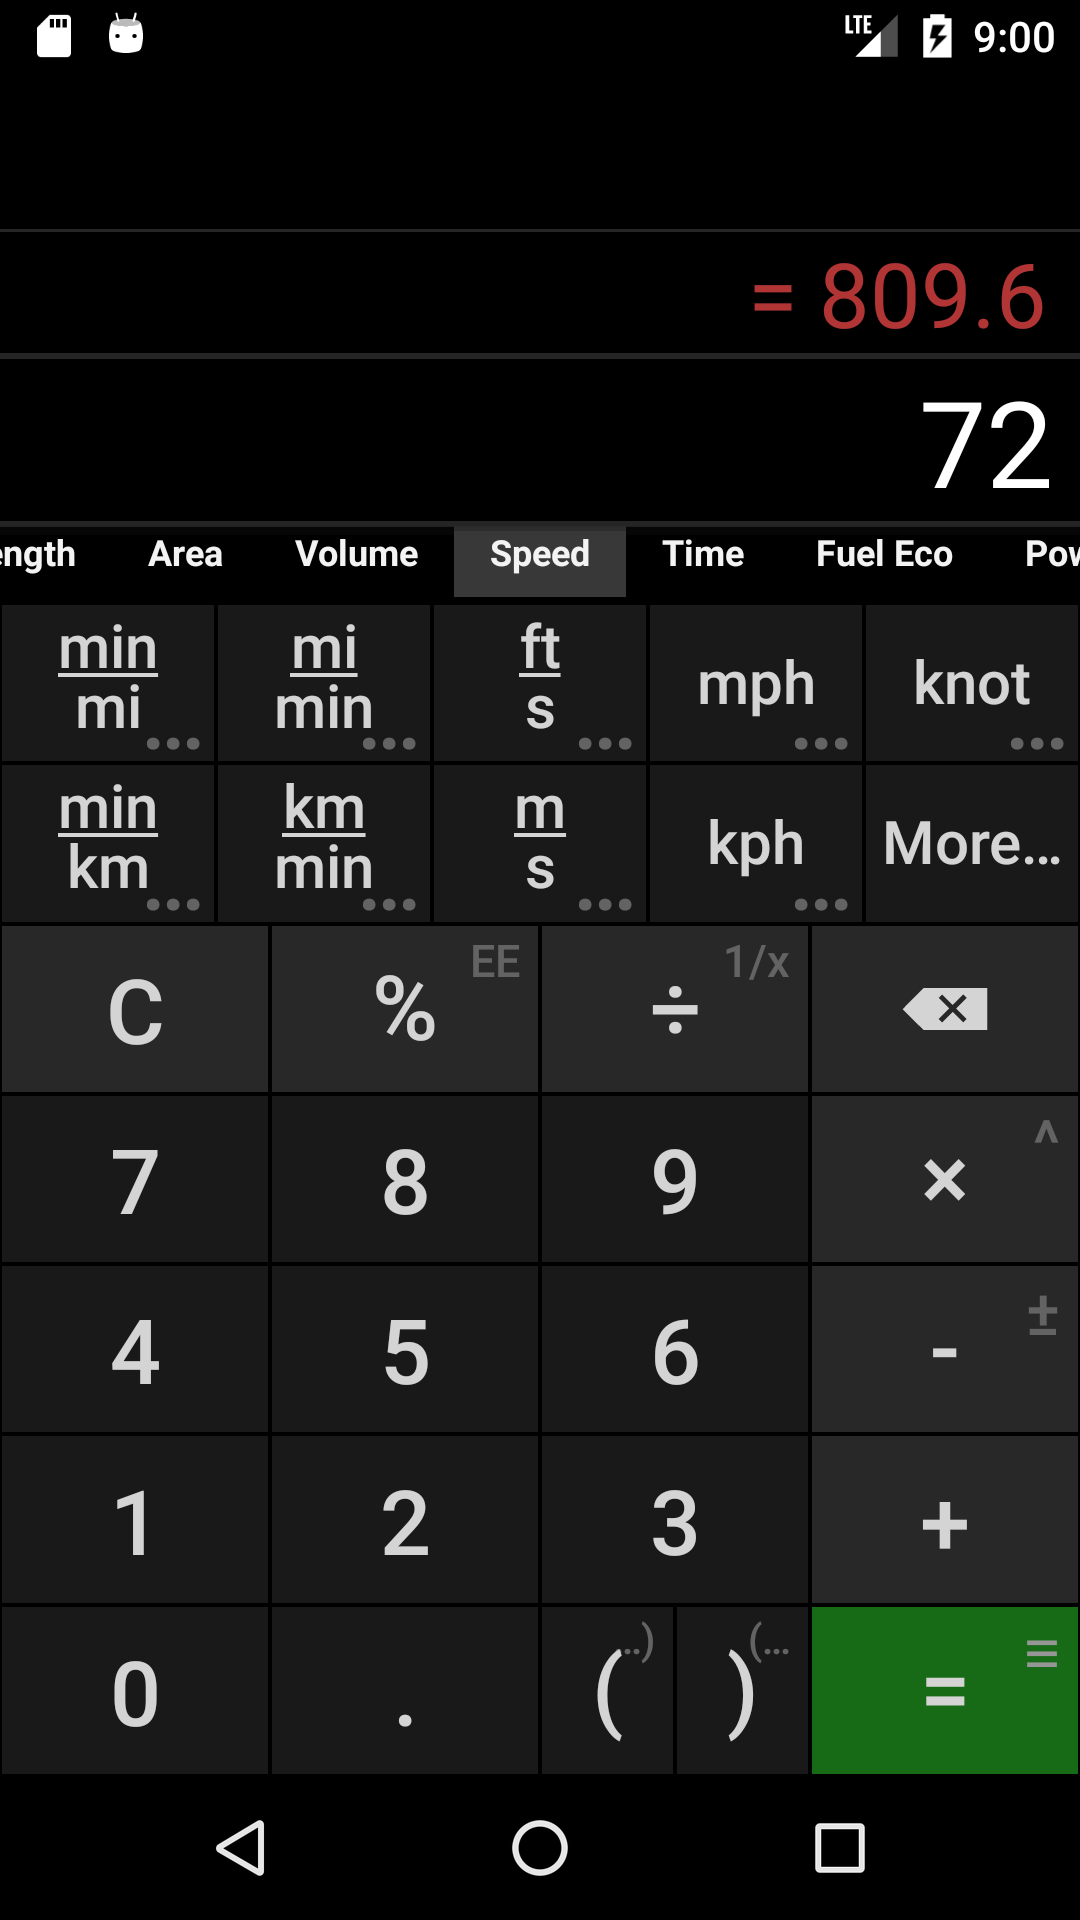 LTE 9:00
= 809.6
72
ength Area Volume Speed Time Fuel Eco Pow
min mi ft mph knot
mi min s
min km m kph More...
km min s
C % EE ÷ 1/x
7 8 9 × ^
4 5 6 - ±
1 2 3 +
0 . ( ..) ) (... =